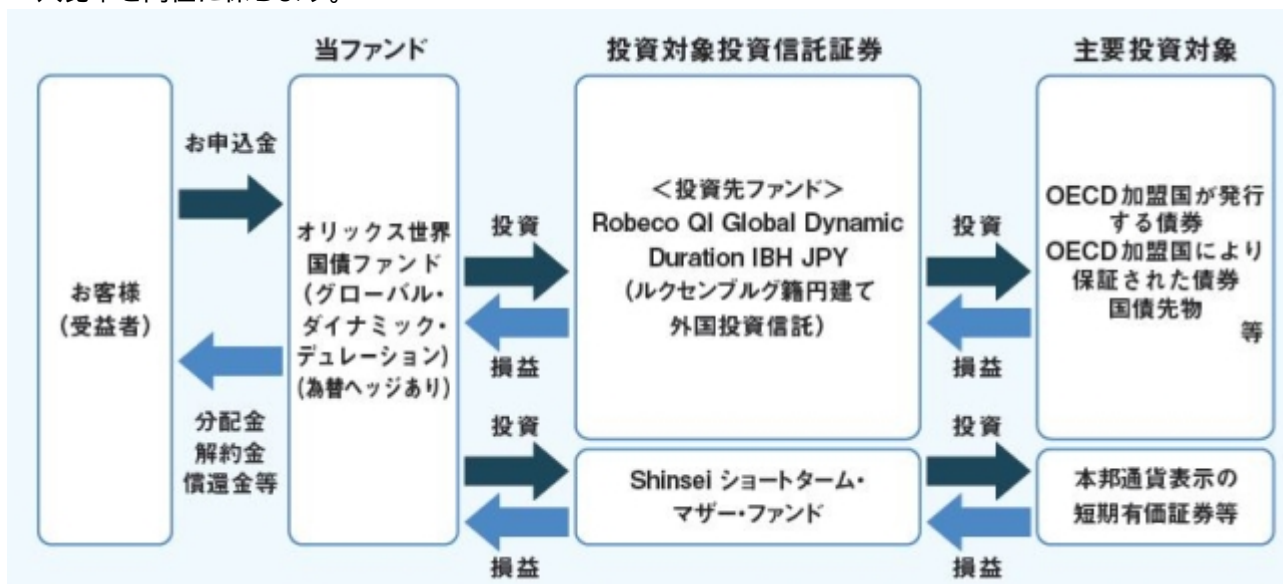 当ファンド
投資対象投資信託証券
主要投資対象
お客様
(受益者)
お申込金
分配金
解約金
償還金等
オリックス世界
国債ファンド
(グローバル・
ダイナミック・
デュレーション)
(為替ヘッジあり)
投資
損益
投資
損益
<投資先ファンド>
Robeco QI Global Dynamic
Duration IBH JPY
(ルクセンブルグ籍円建て
外国投資信託)
Shinsei ショートターム・
マザー・ファンド
投資
損益
投資
損益
OECD加盟国が発行
する債券
OECD加盟国により
保証された債券
国債先物
等
本邦通貨表示の
短期有価証券等